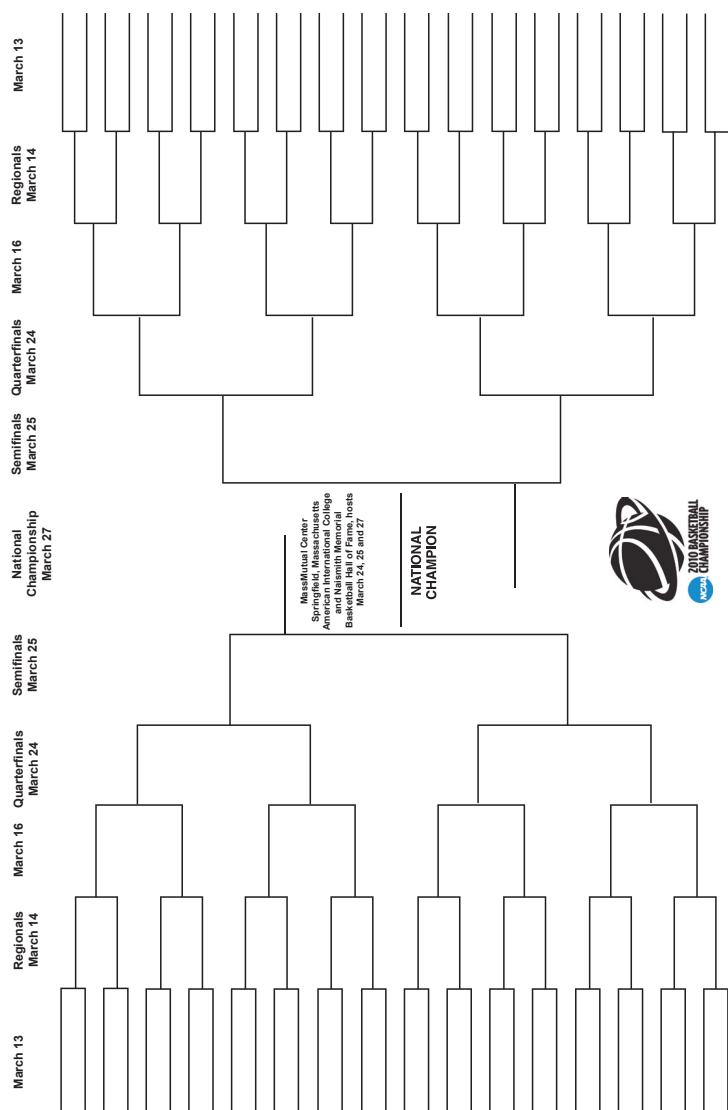 March 13
Regionals
March 14
March 16
Quarterfinals
March 24
Semifinals
March 25
National
Championship
March 27
Semifinals
March 25
Quarterfinals
March 24
March 16
Regionals
March 14
March 13
MassMutual Center
Springfield, Massachusetts
American International College
and Naismith Memorial
Basketball Hall of Fame, hosts
March 24, 25 and 27
NATIONAL
CHAMPION
NCAA
2010 BASKETBALL
CHAMPIONSHIP